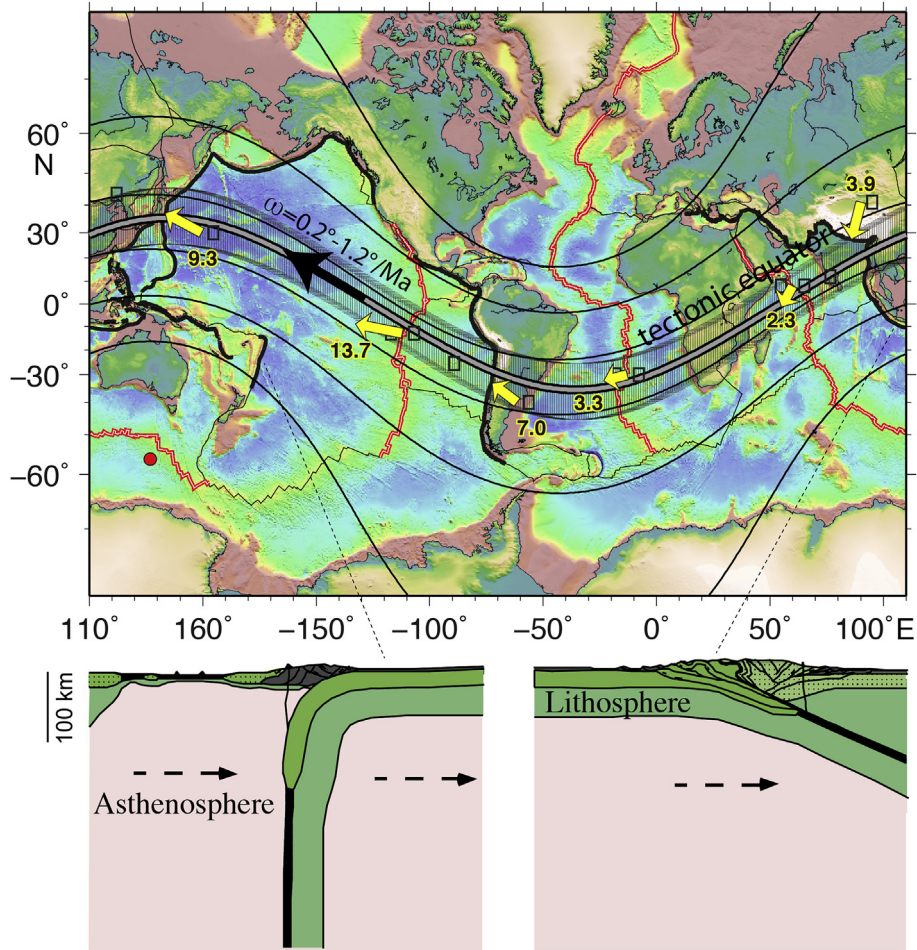 60°
N
30°
0°
−30°
−60°
3.9
ω=0.2°-1.2°/Ma
9.3
tectonic equator
2.3
13.7
3.3
7.0
110° 160° −150° −100° −50° 0° 50° 100°E
100 km
Lithosphere
Asthenosphere